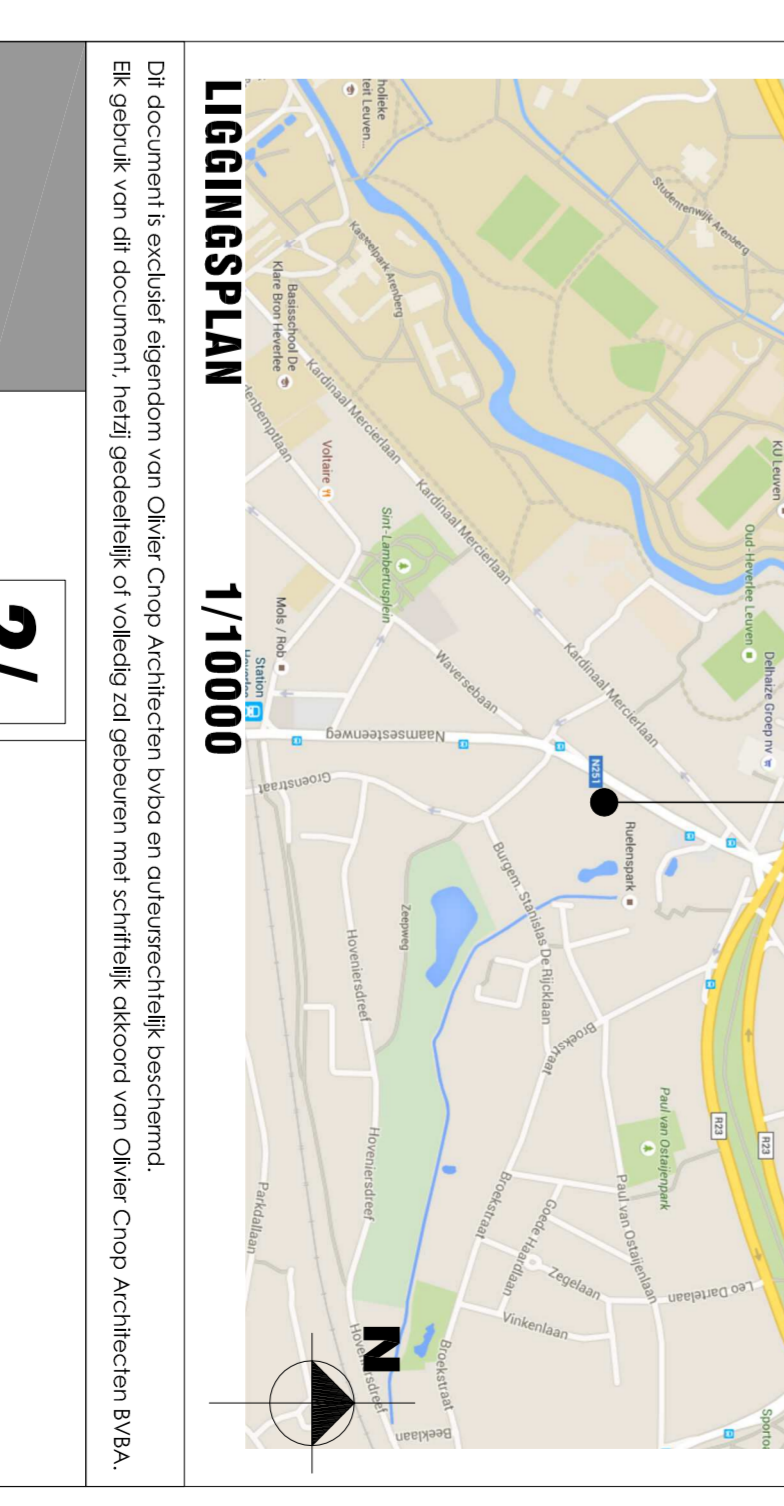 Studentenwijk Arenberg
KU Leuven
Oud-Heverlee Leuven
Delhaize Groep nv
R23
R23
Leo Dartelaan
holieke
teit Leuven...
Kasteelpark Arenberg
Kardinaal Mercierlaan
Kardinaal Mercierlaan
Kardinaal Mercierlaan
N251
Ruelenspark
Paul van Ostaijenpark
Paul van Ostaijenlaan
Basisschool De
Klare Bron Heverlee
Voltaire
Sint-Lambertusplein
Waversebaan
Burgem. Stanislas De Rijcklaan
Broekstraat
Broekstraat
Goede Haardlaan
Zegelaan
Vinkenlaan
Broekstraat
Beeklaan
Mols / Rob
Station
Naamsesteenweg
Groenstraat
Zeepweg
Hoveniersdreef
Hoveniersdreef
Hoveniersdreef
Parkdallaan
N
LIGGINGSPLAN 1/10000
Dit document is exclusief eigendom van Olivier Cnop Architecten bvba en auteursrechtelijk beschermd.
Elk gebruik van dit document, hetzij gedeeltelijk of volledig zal gebeuren met schriftelijk akkoord van Olivier Cnop Architecten BVBA.